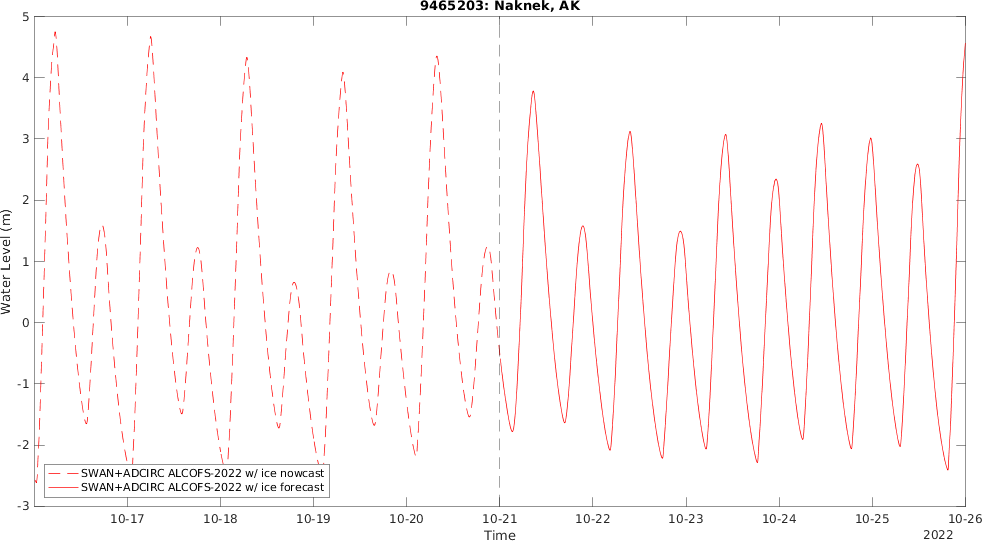 9465203: Naknek, AK
5
4
3
2
1
0
-1
-2
-3
Water Level (m)
SWAN+ADCIRC ALCOFS-2022 w/ ice nowcast
SWAN+ADCIRC ALCOFS-2022 w/ ice forecast
10-17 10-18 10-19 10-20 10-21 10-22 10-23 10-24 10-25 10-26
Time
2022